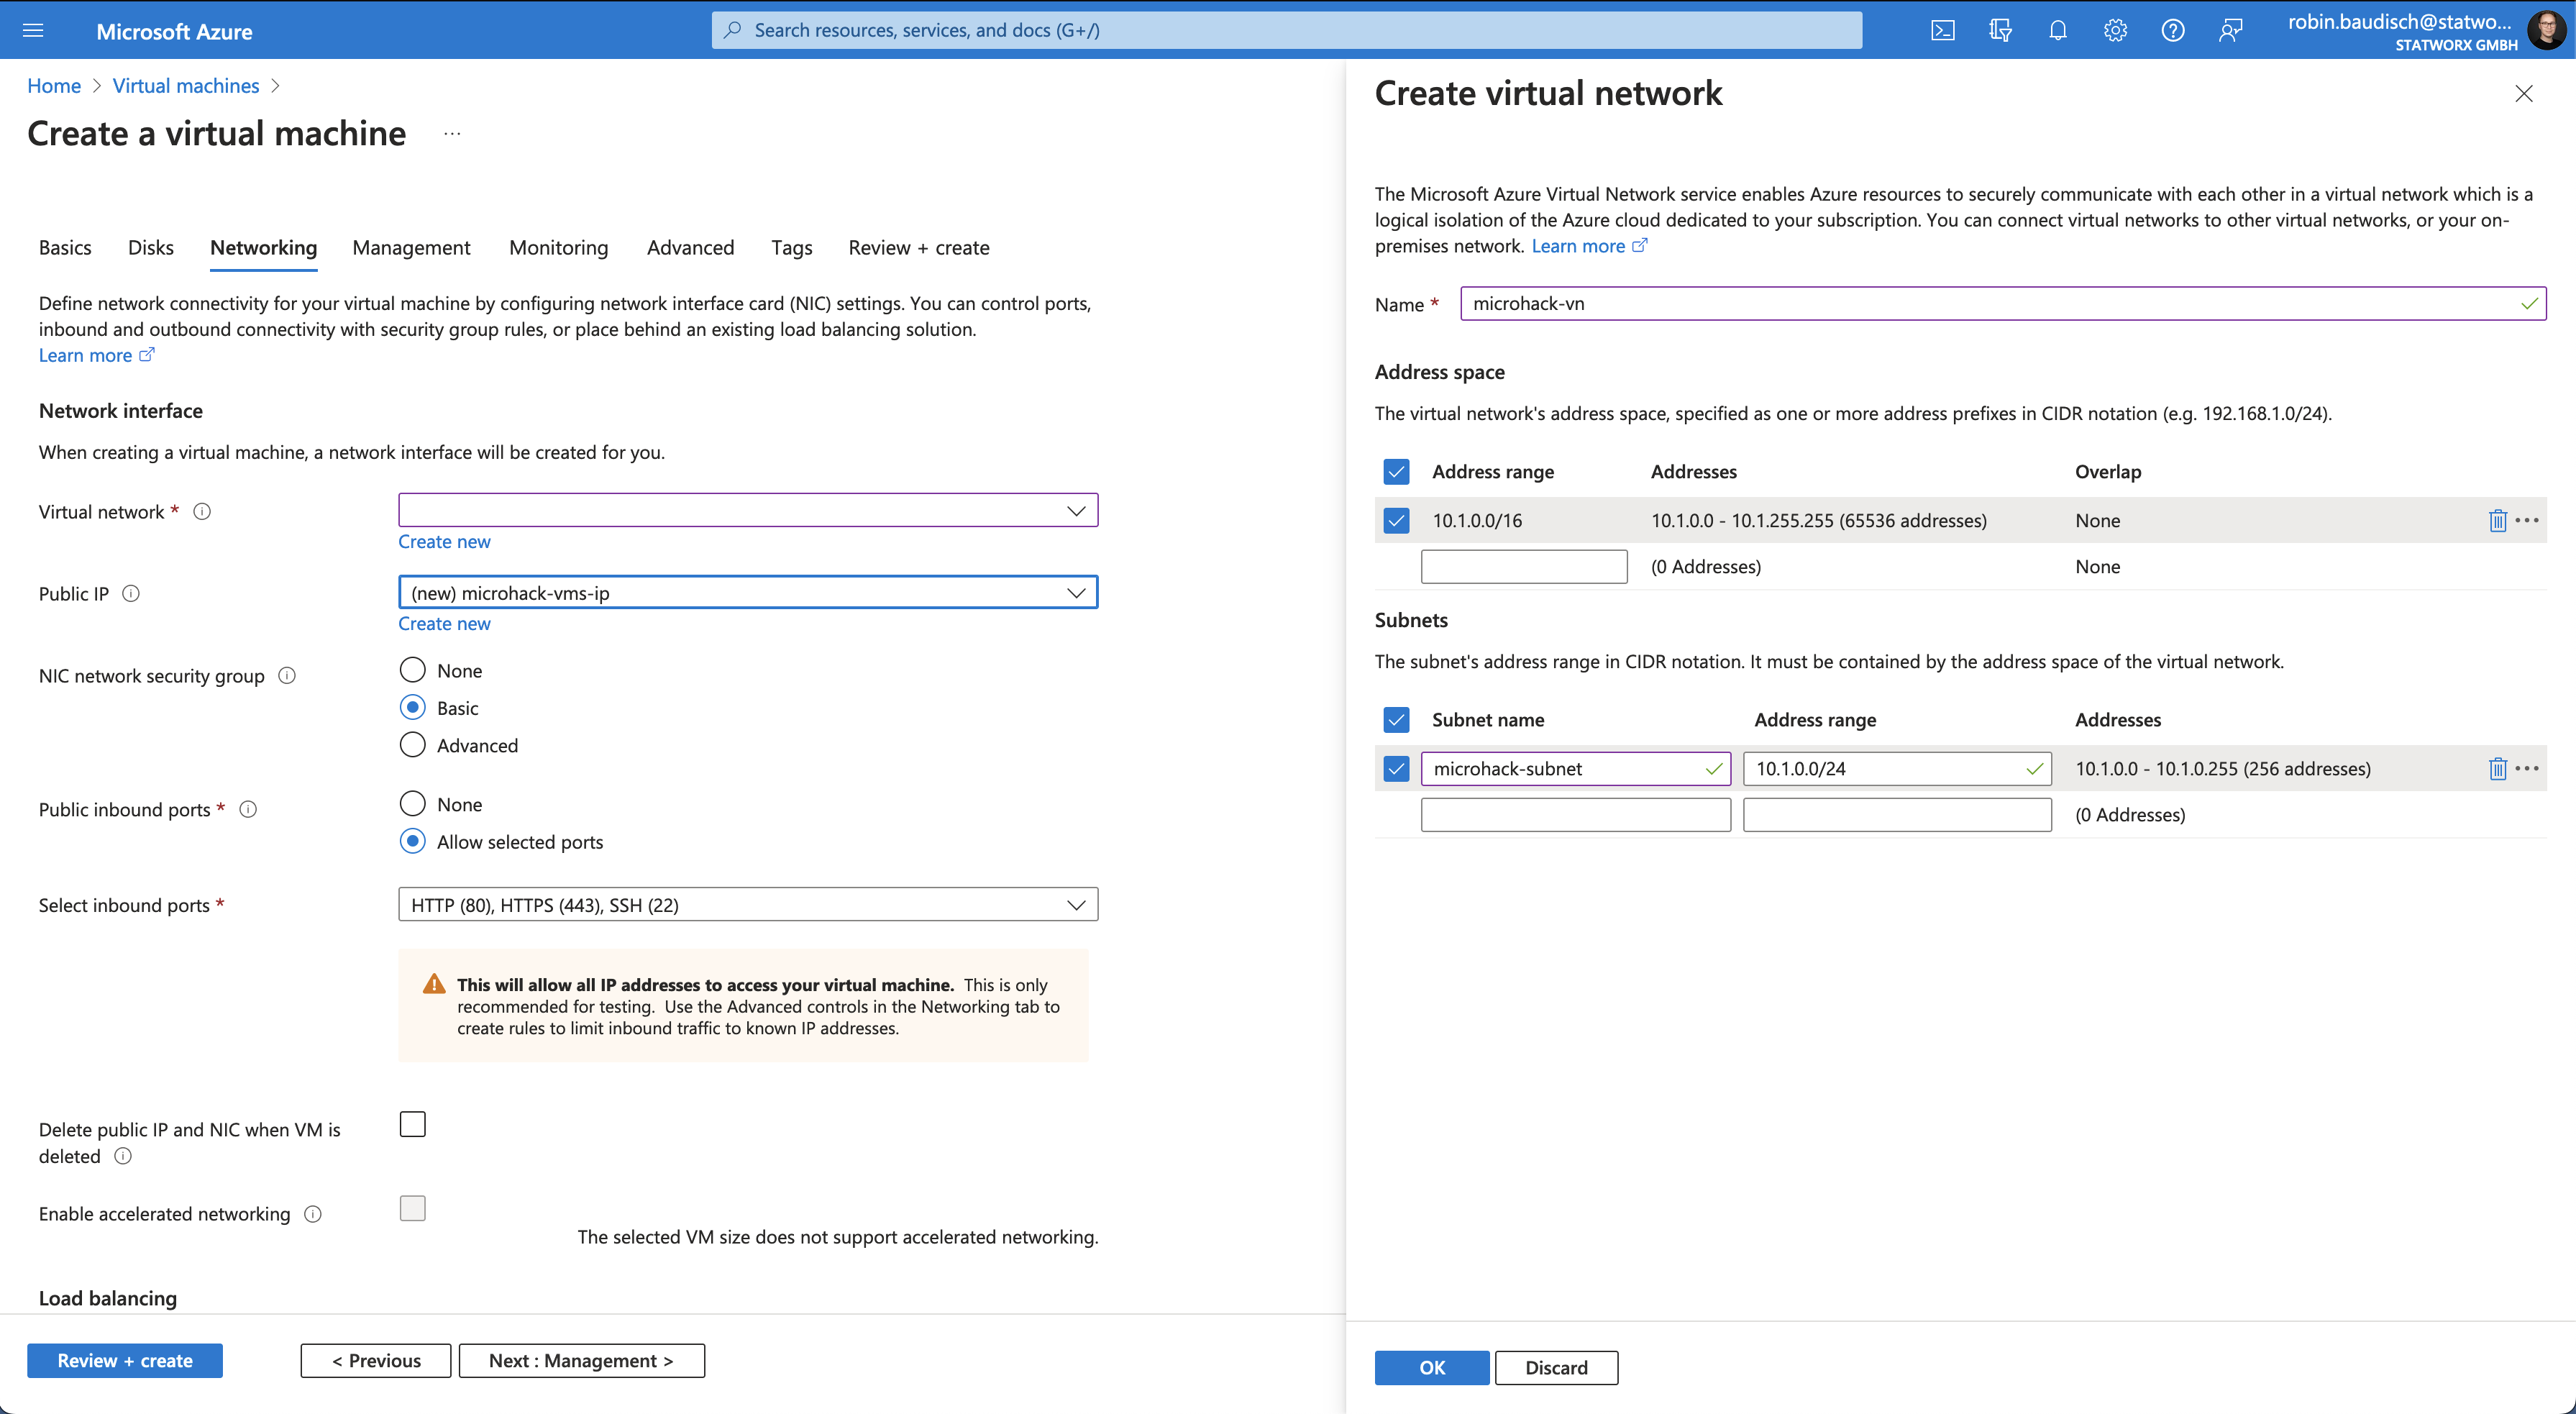 Microsoft Azure
Search resources, services, and docs (G+/)
robin.baudisch@statwo...
STATWORX GMBH
Home > Virtual machines >
Create a virtual machine ...
Basics Disks Networking Management Monitoring Advanced Tags Review + create
Define network connectivity for your virtual machine by configuring network interface card (NIC) settings. You can control ports,
inbound and outbound connectivity with security group rules, or place behind an existing load balancing solution.
Learn more
Network interface
When creating a virtual machine, a network interface will be created for you.
Virtual network *
Create new
Public IP
(new) microhack-vms-ip
Create new
NIC network security group
None
Basic
Advanced
Public inbound ports *
None
Allow selected ports
Select inbound ports *
HTTP (80), HTTPS (443), SSH (22)
This will allow all IP addresses to access your virtual machine. This is only
recommended for testing. Use the Advanced controls in the Networking tab to
create rules to limit inbound traffic to known IP addresses.
Delete public IP and NIC when VM is
deleted
Enable accelerated networking
The selected VM size does not support accelerated networking.
Load balancing
Review + create
< Previous
Next : Management >
Create virtual network
The Microsoft Azure Virtual Network service enables Azure resources to securely communicate with each other in a virtual network which is a
logical isolation of the Azure cloud dedicated to your subscription. You can connect virtual networks to other virtual networks, or your on-
premises network. Learn more
Name *
microhack-vn
Address space
The virtual network's address space, specified as one or more address prefixes in CIDR notation (e.g. 192.168.1.0/24).
Address range Addresses Overlap
10.1.0.0/16 10.1.0.0 - 10.1.255.255 (65536 addresses) None
(0 Addresses) None
Subnets
The subnet's address range in CIDR notation. It must be contained by the address space of the virtual network.
Subnet name Address range Addresses
microhack-subnet 10.1.0.0/24 10.1.0.0 - 10.1.0.255 (256 addresses)
(0 Addresses)
OK
Discard